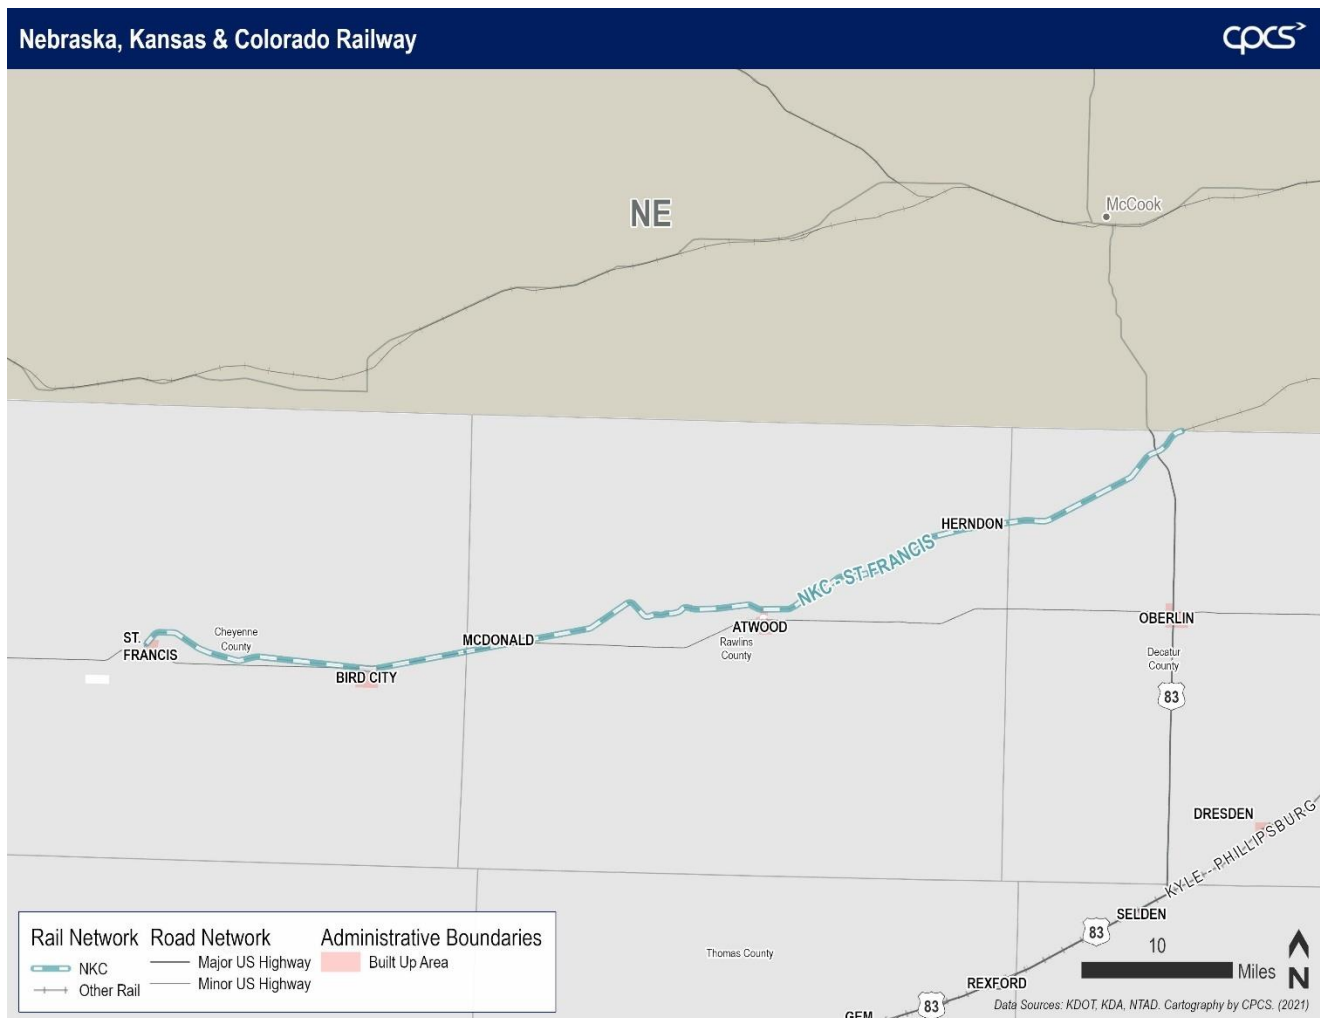 Nebraska, Kansas & Colorado Railway
cpcs
NE
McCook
HERNDON
NKC - ST FRANCIS
ST.
FRANCIS
Cheyenne
County
MCDONALD
ATWOOD
Rawlins
County
OBERLIN
Decatur
County
BIRD CITY
83
DRESDEN
KYLE - PHILLIPSBURG
SELDEN
83
Thomas County
REXFORD
83
GEM
Rail Network
NKC
Other Rail
Road Network
Major US Highway
Minor US Highway
Administrative Boundaries
Built Up Area
10
Miles
N
Data Sources: KDOT, KDA, NTAD. Cartography by CPCS. (2021)